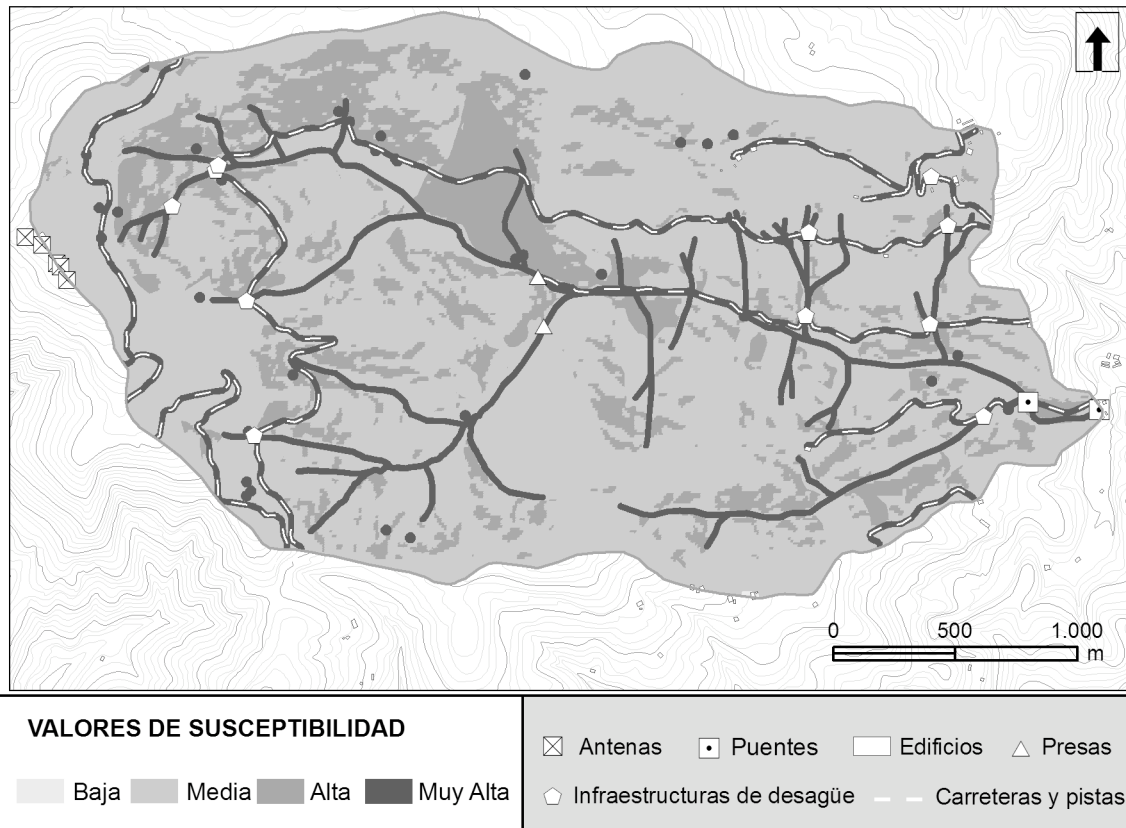 0 500 1.000
m
VALORES DE SUSCEPTIBILIDAD
Baja Media Alta Muy Alta
Antenas Puentes Edificios Presas
Infraestructuras de desagüe Carreteras y pistas